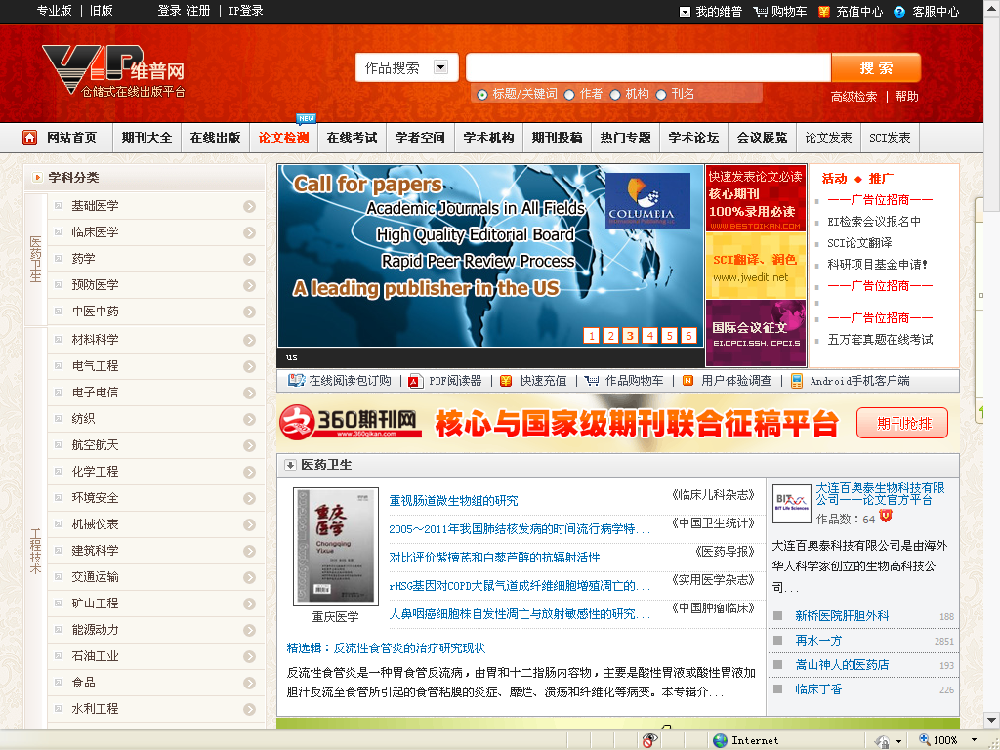 专业版 | 旧版 登录 注册 | IP登录 我的维普 购物车 充值中心 客服中心
VIP维普网
仓储式在线出版平台
作品搜索 搜 索
标题/关键词 作者 机构 刊名 高级检索 | 帮助
NEW
网站首页 期刊大全 在线出版 论文检测 在线考试 学者空间 学术机构 期刊投稿 热门专题 学术论坛 会议展览 论文发表 SCI发表
学科分类
医药卫生
基础医学
临床医学
药学
预防医学
中医中药
工程技术
材料科学
电气工程
电子电信
纺织
航空航天
化学工程
环境安全
机械仪表
建筑科学
交通运输
矿山工程
能源动力
石油工业
食品
水利工程
Call for papers
Academic Journals in All Fields
High Quality Editorial Board
Rapid Peer Review Process
A leading publisher in the US
COLUMBIA
1 2 3 4 5 6
us
快速发表论文必读
核心期刊
100%录用必读
WWW.BESTQIKAN.COM
SCI翻译、润色
www.jwedit.net
国际会议征文
EI.CPCI.SSH. CPCI.S
活动 ◆ 推广
一一广告位招商一一
EI检索会议报名中
SCI论文翻译
科研项目基金申请!
一一广告位招商一一
一一广告位招商一一
五万套真题在线考试
在线阅读包订购 | PDF阅读器 | 快速充值 | 作品购物车 | 用户体验调查 | Android手机客户端
360期刊网
www.360qikan.com
核心与国家级期刊联合征稿平台
期刊抢排
医药卫生
重庆医学
Chongqing
Yixue
重庆医学
重视肠道微生物组的研究 《临床儿科杂志》
2005～2011年我国肺结核发病的时间流行病学特... 《中国卫生统计》
对比评价紫檀芪和白藜芦醇的抗辐射活性 《医药导报》
rHSG基因对COPD大鼠气道成纤维细胞增殖凋亡的... 《实用医学杂志》
人鼻咽癌细胞株自发性凋亡与放射敏感性的研究... 《中国肿瘤临床》
精选辑：反流性食管炎的治疗研究现状
反流性食管炎是一种胃食管反流病，由胃和十二指肠内容物，主要是酸性胃液或酸性胃液加
胆汁反流至食管所引起的食管粘膜的炎症、靡烂、溃疡和纤维化等病变。本专辑介...
BIT
BIT Life Sciences
大连百奥泰生物科技有限
公司一一论文官方平台
作品数：64
大连百奥泰科技有限公司是由海外
华人科学家创立的生物高科技公
司...
新桥医院肝胆外科 188
再水一方 2851
嵩山神人的医药店 193
临床丁香 226
Internet 100%